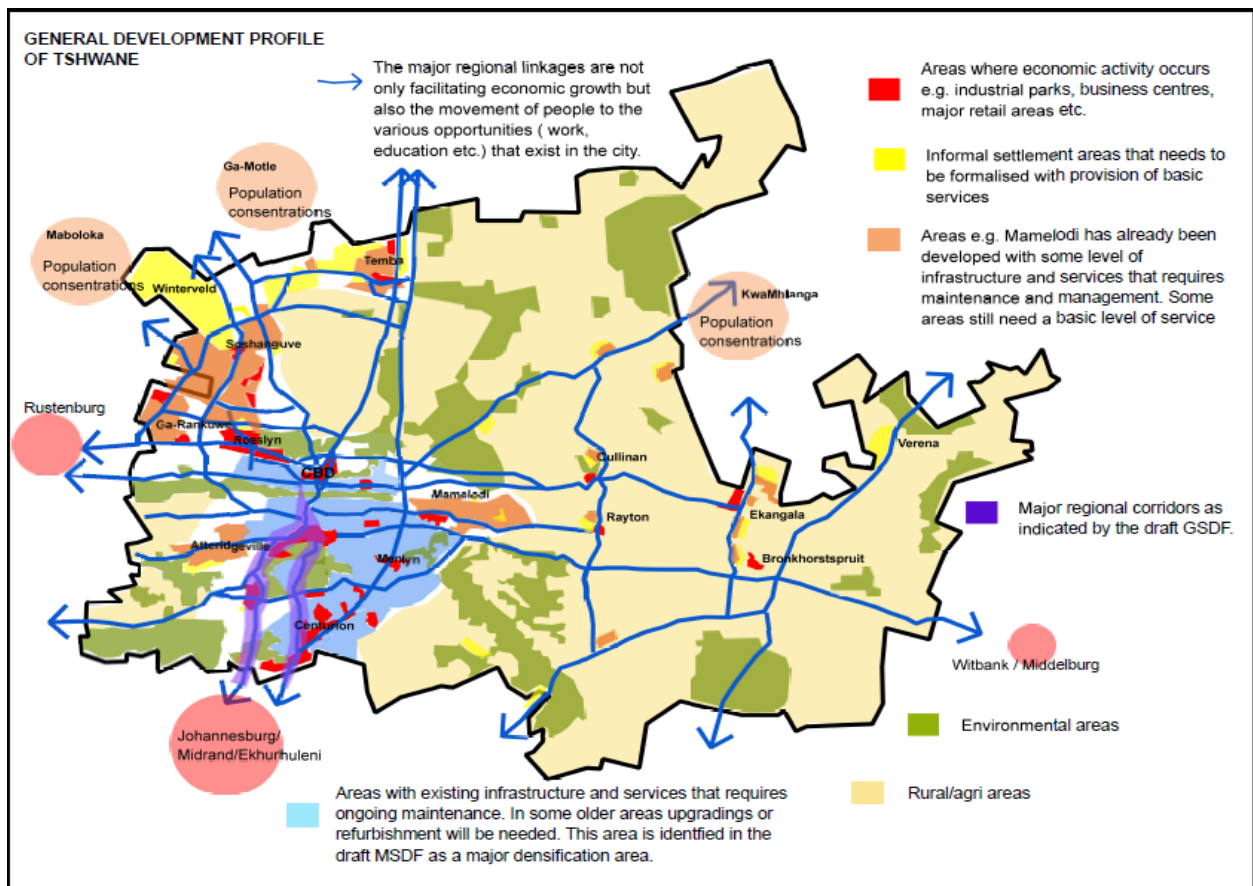 GENERAL DEVELOPMENT PROFILE
OF TSHWANE
The major regional linkages are not
only facilitating economic growth but
also the movement of people to the
various opportunities ( work,
education etc.) that exist in the city.
Areas where economic activity occurs
e.g. industrial parks, business centres,
major retail areas etc.
Informal settlement areas that needs to
be formalised with provision of basic
services
Areas e.g. Mamelodi has already been
developed with some level of
infrastructure and services that requires
maintenance and management. Some
areas still need a basic level of service
Ga-Motle
Population
consentrations
Maboloka
Population
consentrations
Winterveld
Temba
KwaMhlanga
Population
consentrations
Soshanguve
Rustenburg
Ga-Rankuwe
Rosslyn
CBD
Cullinan
Verena
Mamelodi
Rayton
Ekangala
Major regional corridors as
indicated by the draft GSDF.
Atteridgeville
Menlyn
Bronkhorstspruit
Centurion
Witbank / Middelburg
Johannesburg/
Midrand/Ekhurhuleni
Environmental areas
Areas with existing infrastructure and services that requires
ongoing maintenance. In some older areas upgradings or
refurbishment will be needed. This area is identfied in the
draft MSDF as a major densification area.
Rural/agri areas